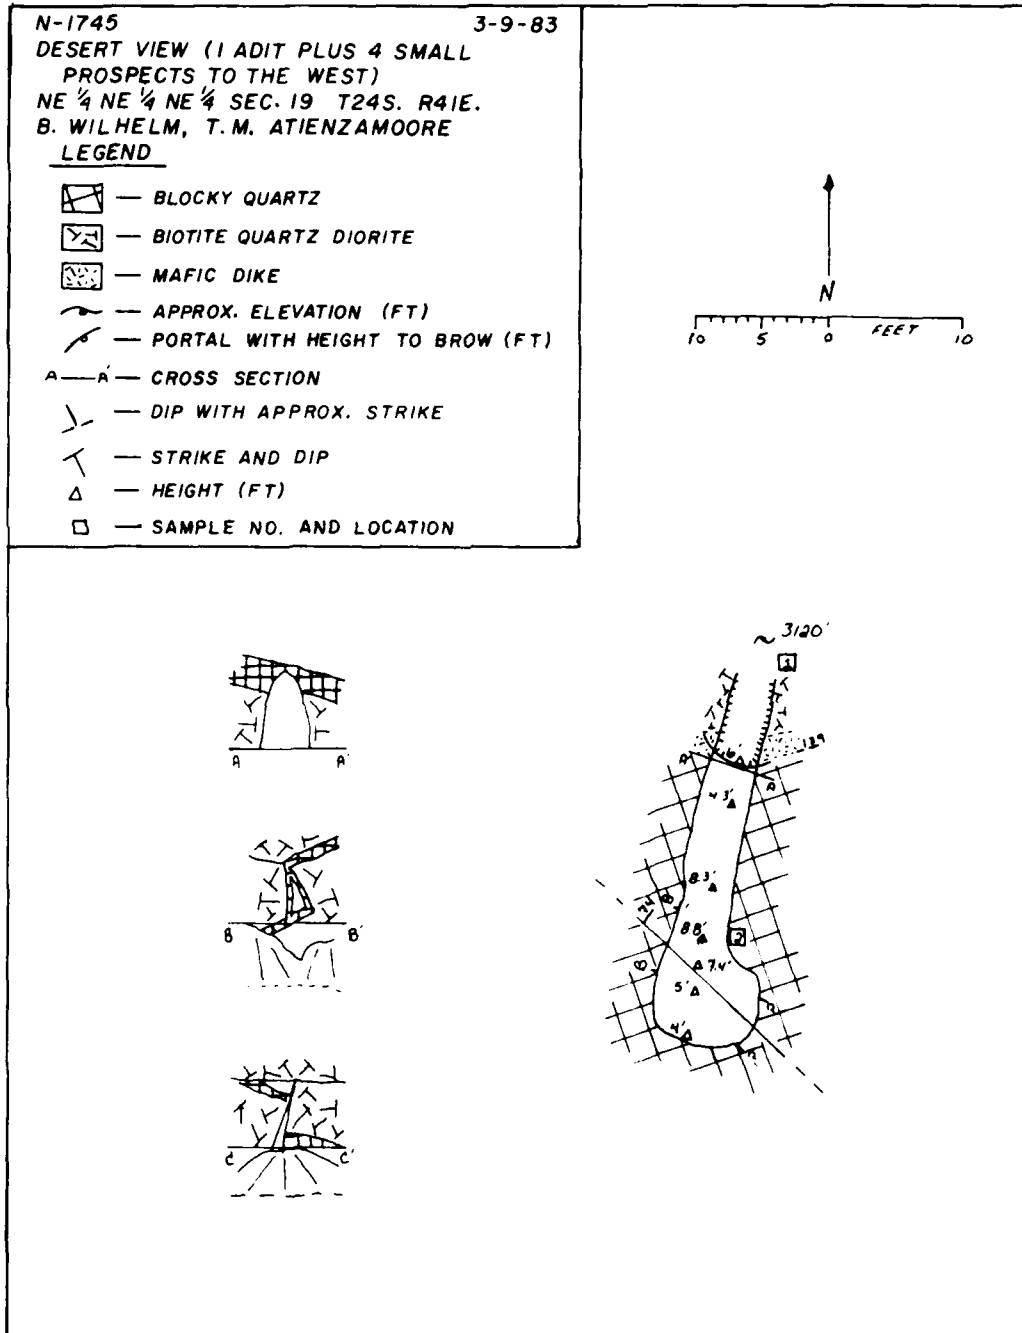 N-1745 3-9-83
DESERT VIEW (1 ADIT PLUS 4 SMALL
PROSPECTS TO THE WEST)
NE ¼ NE ¼ NE ¼ SEC. 19 T24S. R41E.
B. WILHELM, T.M. ATIENZAMOORE
LEGEND
— BLOCKY QUARTZ
— BIOTITE QUARTZ DIORITE
— MAFIC DIKE
— APPROX. ELEVATION (FT)
— PORTAL WITH HEIGHT TO BROW (FT)
A—A' — CROSS SECTION
— DIP WITH APPROX. STRIKE
— STRIKE AND DIP
— HEIGHT (FT)
— SAMPLE NO. AND LOCATION
N
10 5 0 FEET 10
~ 3120'
1
A A'
6'
A
4.3'
8.3'
74
B
8.8'
2
B
7.4'
5'
4'
B B'
C C'